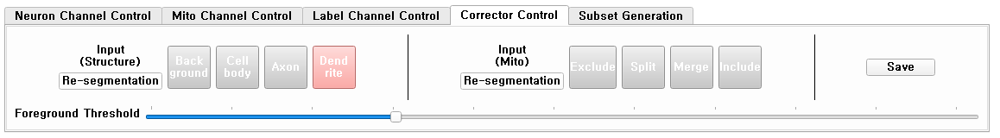 Neuron Channel Control Mito Channel Control Label Channel Control Corrector Control Subset Generation
Input
(Structure)
Re-segmentation
Back
ground
Cell
body
Axon
Dend
rite
Input
(Mito)
Re-segmentation
Exclude
Split
Merge
Include
Save
Foreground Threshold